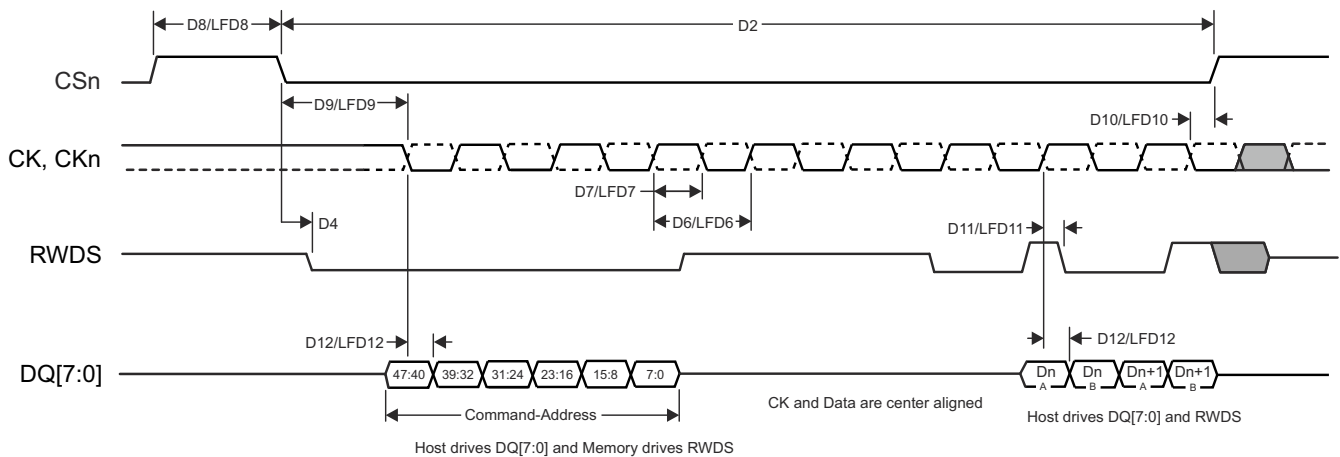 D8/LFD8
D2
CSn
D9/LFD9
D10/LFD10
CK, CKn
D7/LFD7
D6/LFD6
D4
D11/LFD11
RWDS
D12/LFD12
D12/LFD12
DQ[7:0]
47:40 39:32 31:24 23:16 15:8 7:0
Dn A Dn B Dn+1 A Dn+1 B
Command-Address
CK and Data are center aligned
Host drives DQ[7:0] and RWDS
Host drives DQ[7:0] and Memory drives RWDS